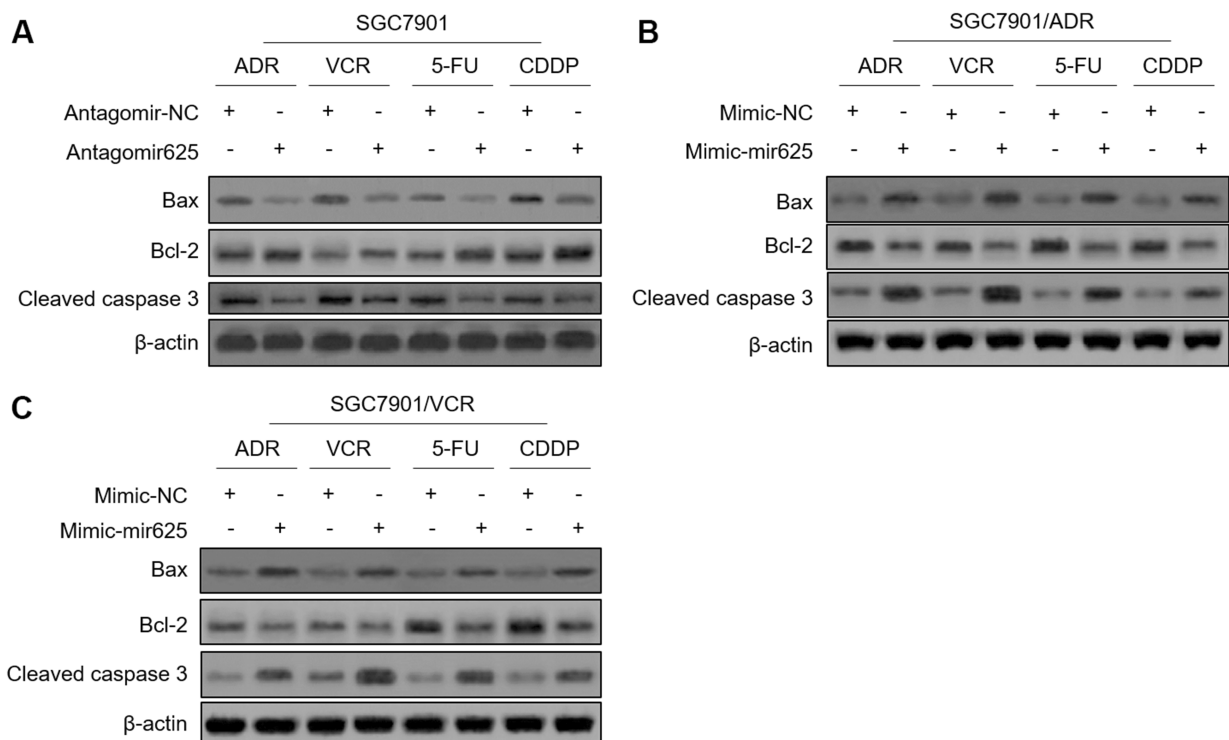 A
SGC7901
ADR VCR 5-FU CDDP
Antagomir-NC + - + - + - + -
Antagomir625 - + - + - + - +
Bax
Bcl-2
Cleaved caspase 3
β-actin
B
SGC7901/ADR
ADR VCR 5-FU CDDP
Mimic-NC + - + - + - + -
Mimic-mir625 - + - + - + - +
Bax
Bcl-2
Cleaved caspase 3
β-actin
C
SGC7901/VCR
ADR VCR 5-FU CDDP
Mimic-NC + - + - + - + -
Mimic-mir625 - + - + - + - +
Bax
Bcl-2
Cleaved caspase 3
β-actin